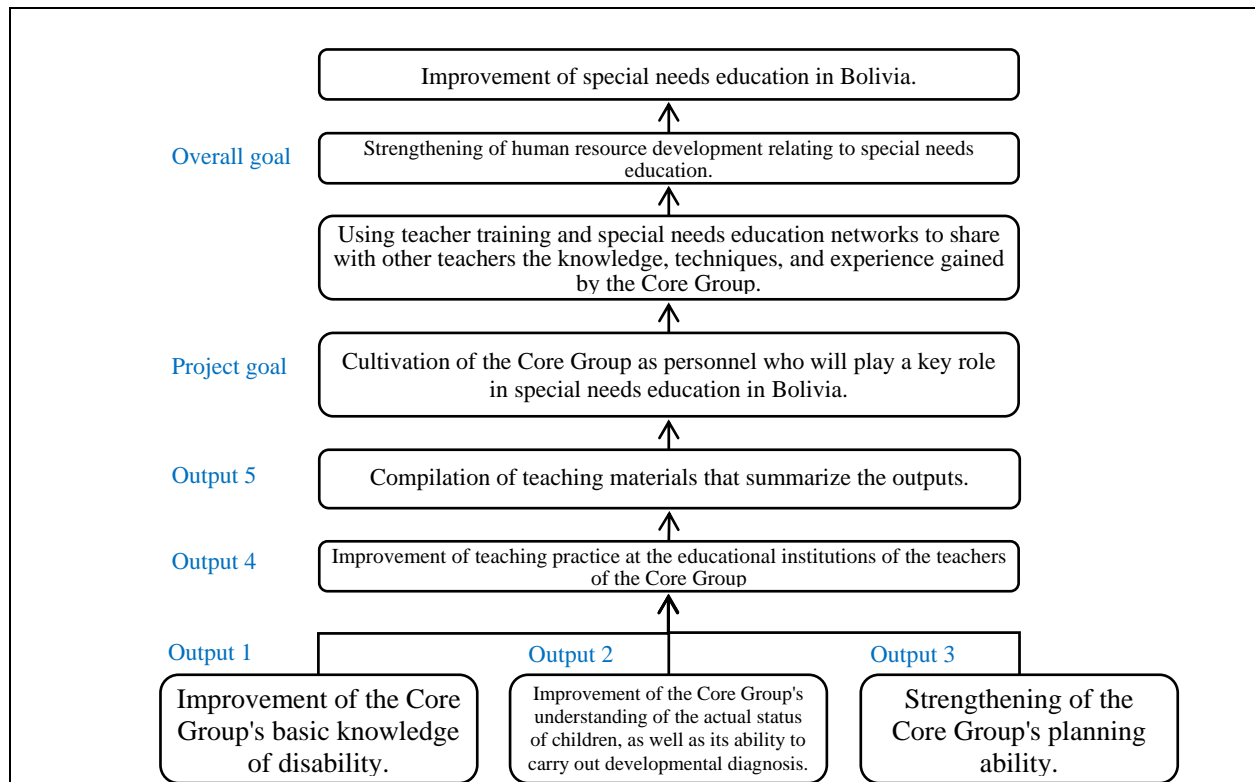 Improvement of special needs education in Bolivia.
Overall goal
Strengthening of human resource development relating to special needs
education.
Using teacher training and special needs education networks to share
with other teachers the knowledge, techniques, and experience gained
by the Core Group.
Project goal
Cultivation of the Core Group as personnel who will play a key role
in special needs education in Bolivia.
Output 5
Compilation of teaching materials that summarize the outputs.
Output 4
Improvement of teaching practice at the educational institutions of the teachers
of the Core Group
Output 1
Improvement of the Core
Group's basic knowledge
of disability.
Output 2
Improvement of the Core Group's
understanding of the actual status
of children, as well as its ability to
carry out developmental diagnosis.
Output 3
Strengthening of the
Core Group's planning
ability.